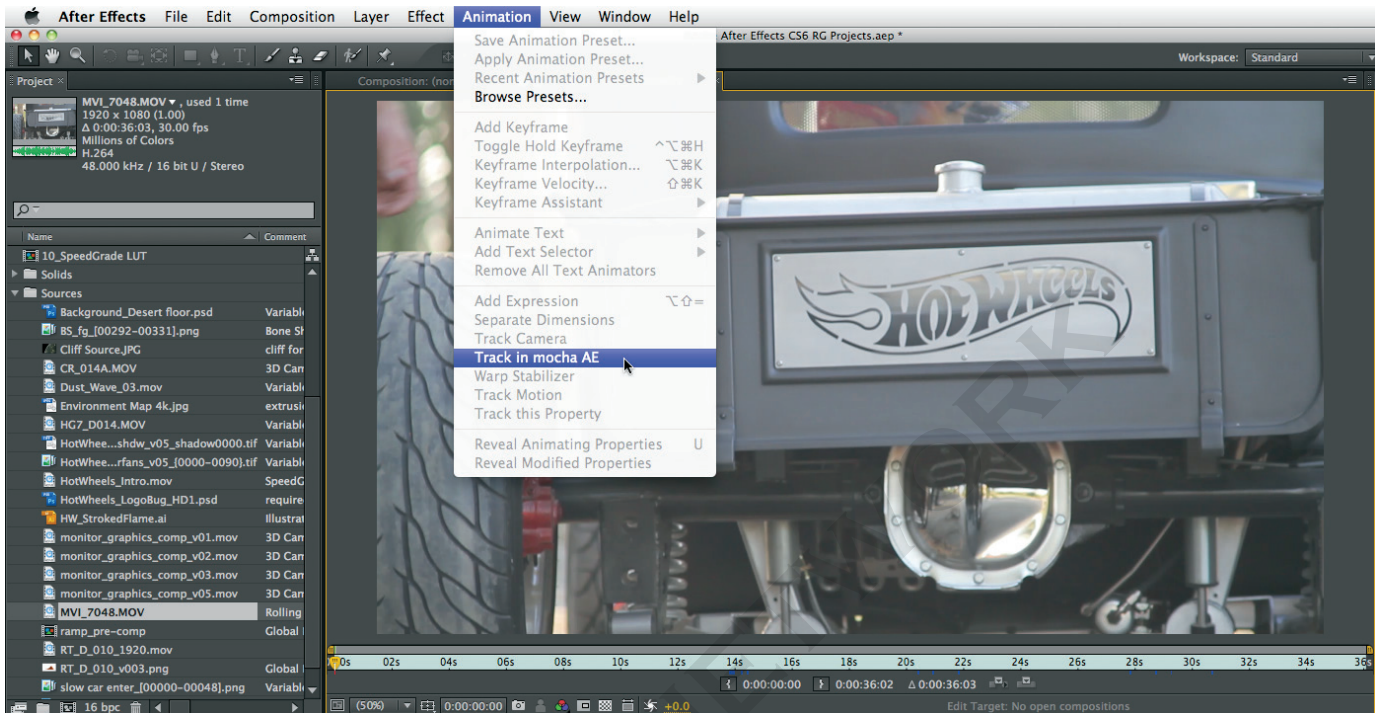 After Effects File Edit Composition Layer Effect Animation View Window Help
After Effects CS6 RG Projects.aep *
Workspace: Standard
Project ×
Composition: (non
MVI_7048.MOV ▾ , used 1 time
1920 x 1080 (1.00)
Δ 0:00:36:03, 30.00 fps
Millions of Colors
H.264
48.000 kHz / 16 bit U / Stereo
Name Comment
10_SpeedGrade LUT
Solids
Sources
Background_Desert floor.psd Variabl
BS_fg_[00292-00331].png Bone Sh
Cliff Source.JPG cliff for
CR_014A.MOV 3D Cam
Dust_Wave_03.mov Variabl
Environment Map 4k.jpg extrusi
HG7_D014.MOV Variabl
HotWhee...shdw_v05_shadow0000.tif Variabl
HotWhee...rfans_v05_[0000-0090].tif Variabl
HotWheels_Intro.mov SpeedG
HotWheels_LogoBug_HD1.psd require
HW_StrokedFlame.ai Illustrat
monitor_graphics_comp_v01.mov 3D Cam
monitor_graphics_comp_v02.mov 3D Cam
monitor_graphics_comp_v03.mov 3D Cam
monitor_graphics_comp_v05.mov 3D Cam
MVI_7048.MOV Rolling
ramp_pre-comp Global
RT_D_010_1920.mov
RT_D_010_v003.png Global
slow car enter_[00000-00048].png Variabl
16 bpc
Save Animation Preset...
Apply Animation Preset...
Recent Animation Presets
Browse Presets...
Add Keyframe
Toggle Hold Keyframe ^⌥⌘H
Keyframe Interpolation... ⌥⌘K
Keyframe Velocity... ⇧⌘K
Keyframe Assistant
Animate Text
Add Text Selector
Remove All Text Animators
Add Expression ⌥⇧=
Separate Dimensions
Track Camera
Track in mocha AE
Warp Stabilizer
Track Motion
Track this Property
Reveal Animating Properties U
Reveal Modified Properties
HOT WHEELS
0s 02s 04s 06s 08s 10s 12s 14s 16s 18s 20s 22s 24s 26s 28s 30s 32s 34s 36s
0:00:00:00 0:00:36:02 Δ 0:00:36:03
(50%) 0:00:00:00 +0.0 Edit Target: No open compositions